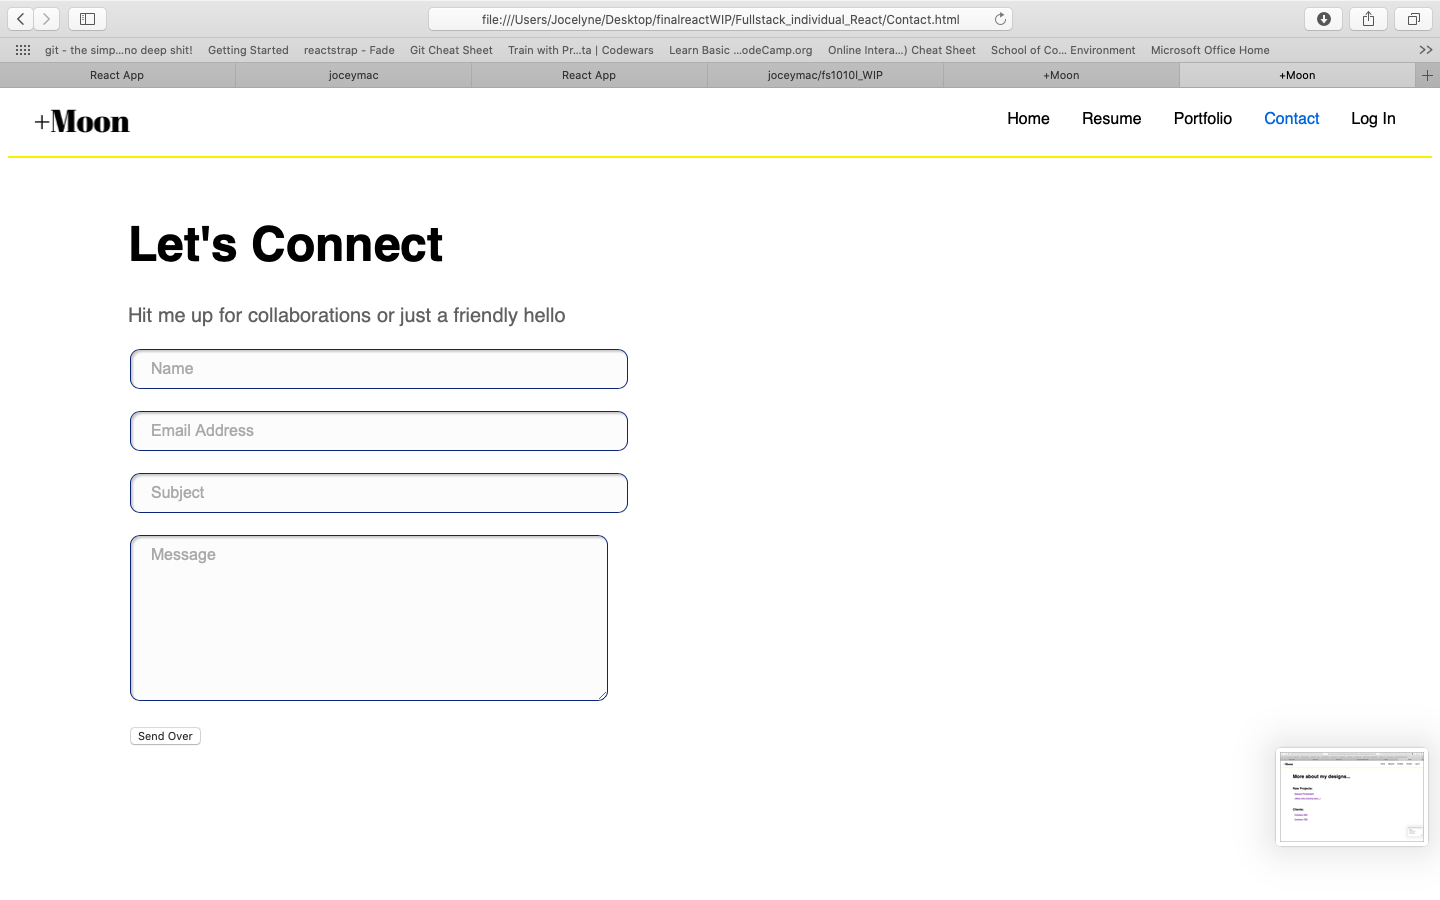 file:///Users/Jocelyne/Desktop/finalreactWIP/Fullstack_individual_React/Contact.html
git - the simp...no deep shit! Getting Started reactstrap - Fade Git Cheat Sheet Train with Pr...ta | Codewars Learn Basic ...odeCamp.org Online Intera...) Cheat Sheet School of Co... Environment Microsoft Office Home
React App joceymac React App joceymac/fs1010l_WIP +Moon +Moon
+Moon Home Resume Portfolio Contact Log In
Let's Connect
Hit me up for collaborations or just a friendly hello
Name
Email Address
Subject
Message
Send Over
More about my designs...